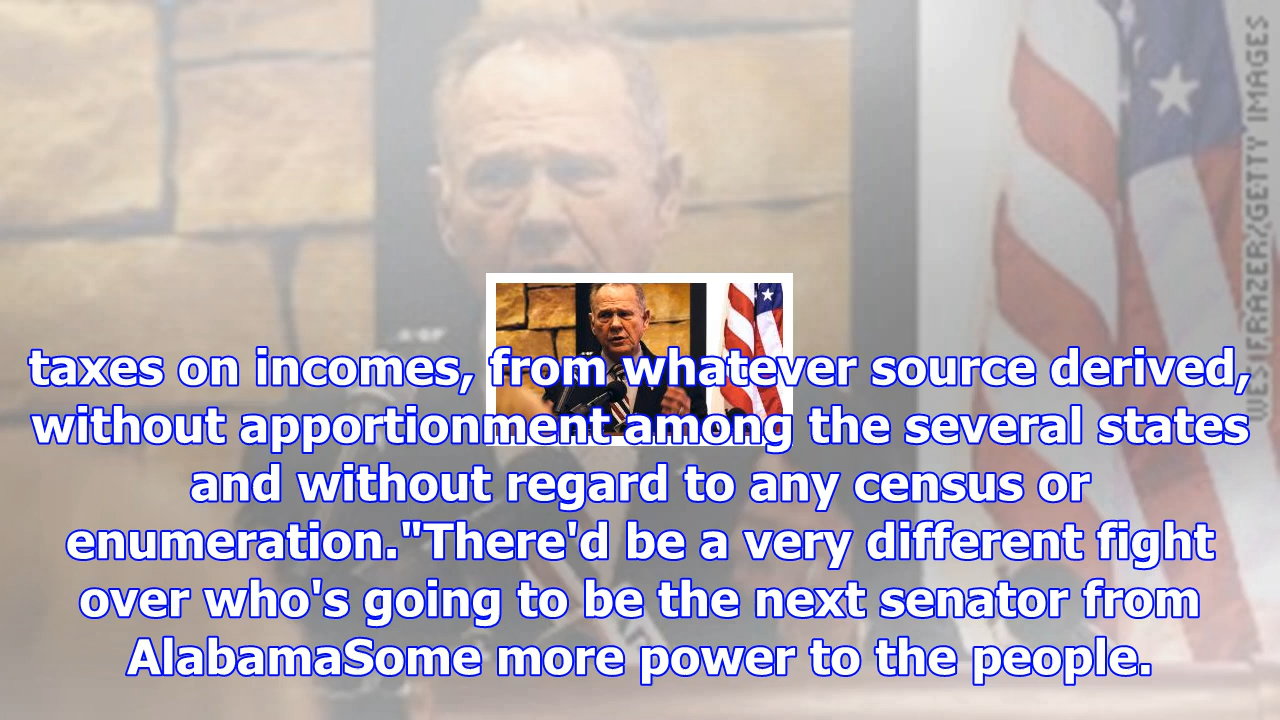 taxes on incomes, from whatever source derived,
without apportionment among the several states
and without regard to any census or
enumeration."There'd be a very different fight
over who's going to be the next senator from
AlabamaSome more power to the people.
WES FRAZER/GETTY IMAGES